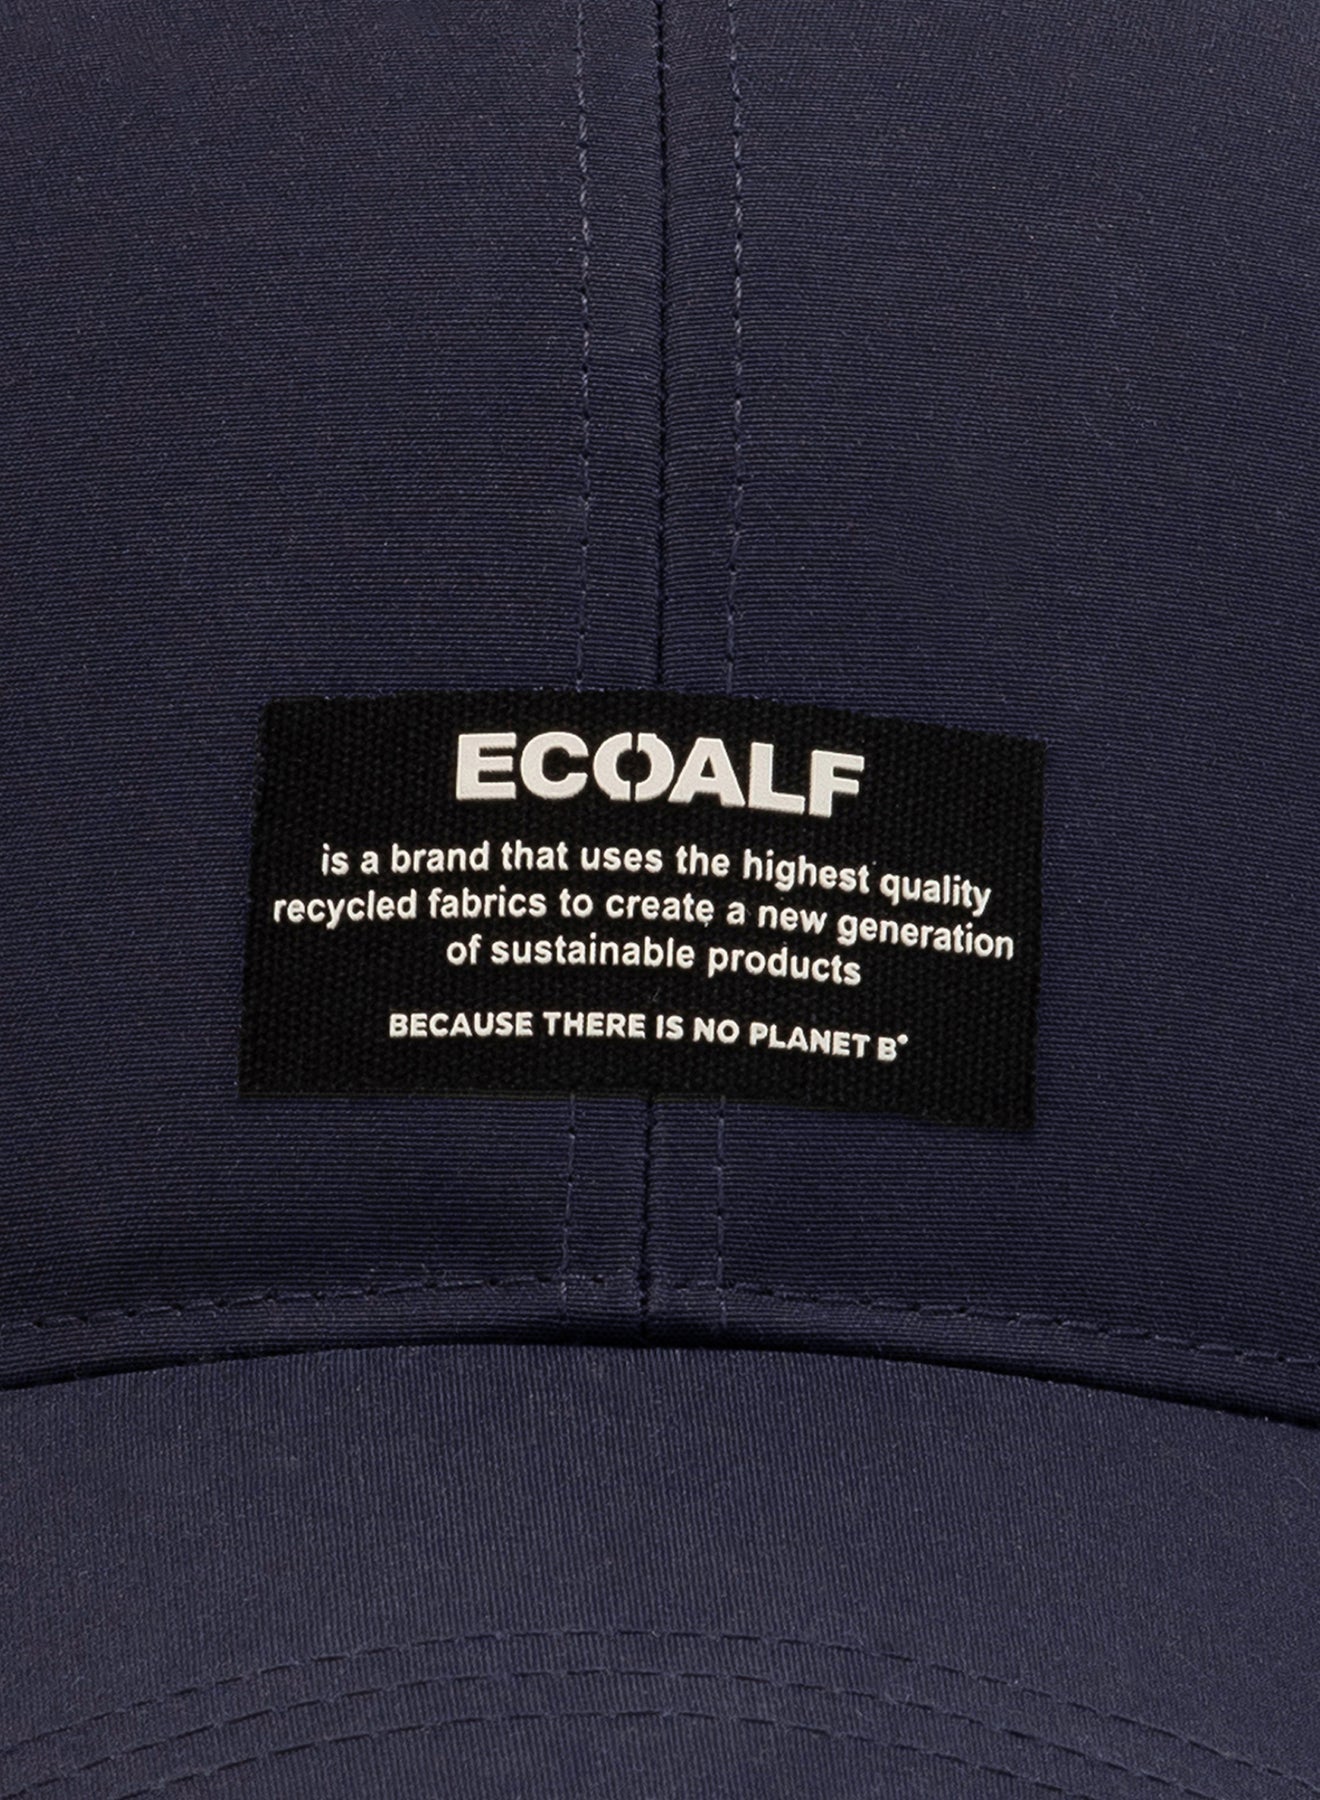 ECOALF
is a brand that uses the highest quality
recycled fabrics to create a new generation
of sustainable products
BECAUSE THERE IS NO PLANET B°